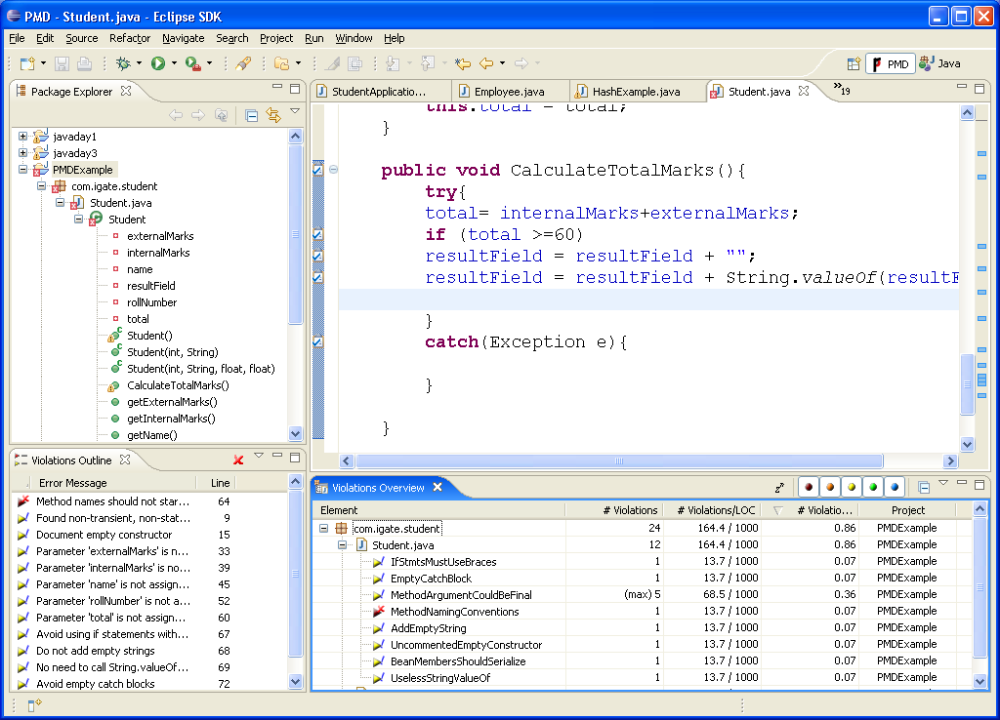 PMD - Student.java - Eclipse SDK
File Edit Source Refactor Navigate Search Project Run Window Help
PMD Java
Package Explorer
javaday1
javaday3
PMDExample
com.igate.student
Student.java
Student
externalMarks
internalMarks
name
resultField
rollNumber
total
Student()
Student(int, String)
Student(int, String, float, float)
CalculateTotalMarks()
getExternalMarks()
getInternalMarks()
getName()
StudentApplicatio... Employee.java HashExample.java Student.java »19
this.total = total;
}
public void CalculateTotalMarks(){
try{
total= internalMarks+externalMarks;
if (total >=60)
resultField = resultField + "";
resultField = resultField + String.valueOf(resultF
}
catch(Exception e){
}
}
Violations Outline
Error Message Line
Method names should not star... 64
Found non-transient, non-stat... 9
Document empty constructor 15
Parameter 'externalMarks' is n... 33
Parameter 'internalMarks' is no... 39
Parameter 'name' is not assign... 45
Parameter 'rollNumber' is not a... 52
Parameter 'total' is not assign... 60
Avoid using if statements with... 67
Do not add empty strings 68
No need to call String.valueOf... 69
Avoid empty catch blocks 72
Violations Overview
Element # Violations # Violations/LOC # Violatio... Project
com.igate.student 24 164.4 / 1000 0.86 PMDExample
Student.java 12 164.4 / 1000 0.86 PMDExample
IfStmtsMustUseBraces 1 13.7 / 1000 0.07 PMDExample
EmptyCatchBlock 1 13.7 / 1000 0.07 PMDExample
MethodArgumentCouldBeFinal (max) 5 68.5 / 1000 0.36 PMDExample
MethodNamingConventions 1 13.7 / 1000 0.07 PMDExample
AddEmptyString 1 13.7 / 1000 0.07 PMDExample
UncommentedEmptyConstructor 1 13.7 / 1000 0.07 PMDExample
BeanMembersShouldSerialize 1 13.7 / 1000 0.07 PMDExample
UselessStringValueOf 1 13.7 / 1000 0.07 PMDExample